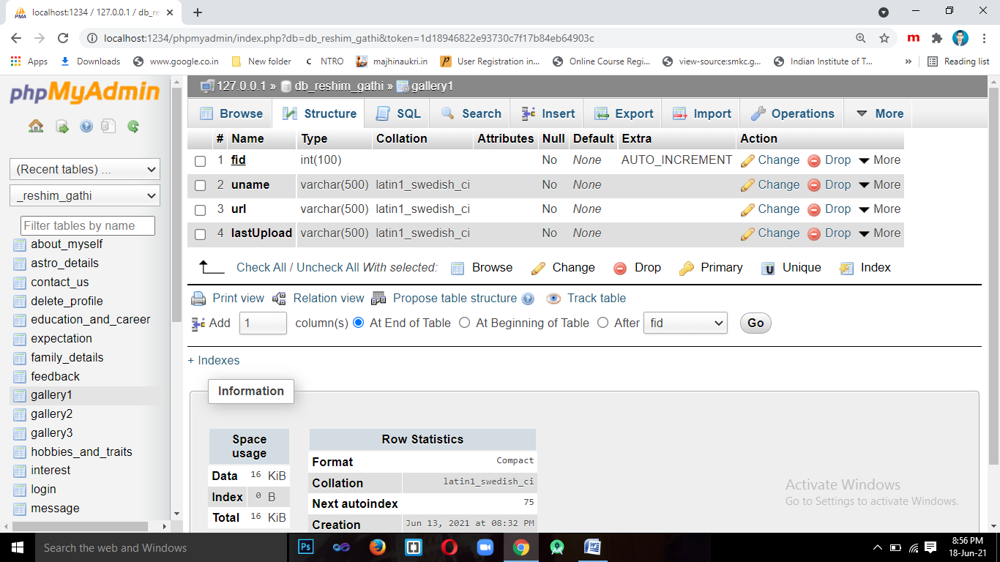 localhost:1234 / 127.0.0.1 / db_re
localhost:1234/phpmyadmin/index.php?db=db_reshim_gathi&token=1d18946822e93730c7f17b84eb64903c
Apps Downloads www.google.co.in New folder NTRO majhinaukri.in User Registration in... Online Course Regi... view-source:smkc.g... Indian Institute of T... » Reading list
phpMyAdmin
(Recent tables) ...
_reshim_gathi
Filter tables by name
about_myself
astro_details
contact_us
delete_profile
education_and_career
expectation
family_details
feedback
gallery1
gallery2
gallery3
hobbies_and_traits
interest
login
message
127.0.0.1 » db_reshim_gathi » gallery1
Browse Structure SQL Search Insert Export Import Operations More
# Name Type Collation Attributes Null Default Extra Action
1 fid int(100) No None AUTO_INCREMENT Change Drop More
2 uname varchar(500) latin1_swedish_ci No None Change Drop More
3 url varchar(500) latin1_swedish_ci No None Change Drop More
4 lastUpload varchar(500) latin1_swedish_ci No None Change Drop More
Check All / Uncheck All With selected: Browse Change Drop Primary Unique Index
Print view Relation view Propose table structure Track table
Add 1 column(s) At End of Table At Beginning of Table After fid Go
+ Indexes
Information
Space usage
Data 16 KiB
Index 0 B
Total 16 KiB
Row Statistics
Format Compact
Collation latin1_swedish_ci
Next autoindex 75
Creation Jun 13, 2021 at 08:32 PM
Activate Windows
Go to Settings to activate Windows.
Search the web and Windows
8:56 PM
18-Jun-21